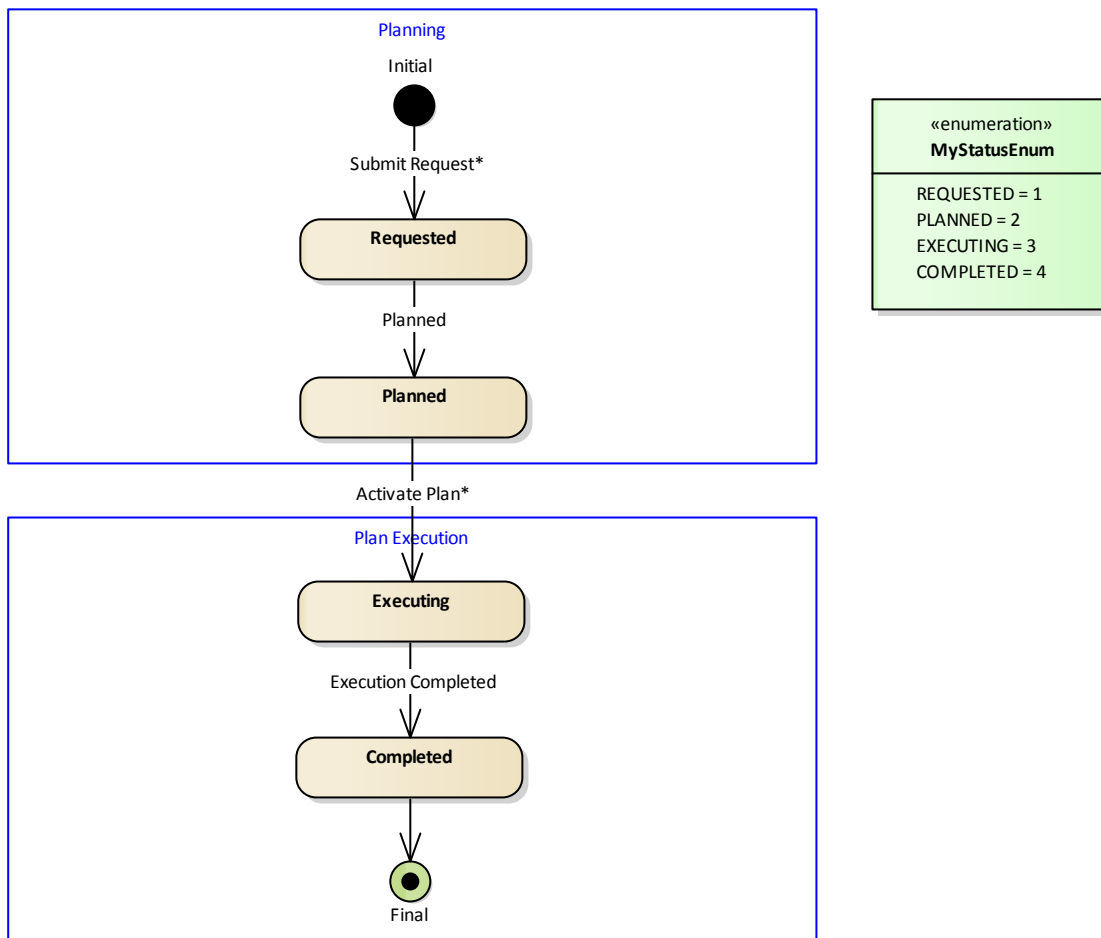 Planning
Initial
Submit Request*
Requested
Planned
Planned
Activate Plan*
Plan Execution
Executing
Execution Completed
Completed
Final
«enumeration»
MyStatusEnum
REQUESTED = 1
PLANNED = 2
EXECUTING = 3
COMPLETED = 4